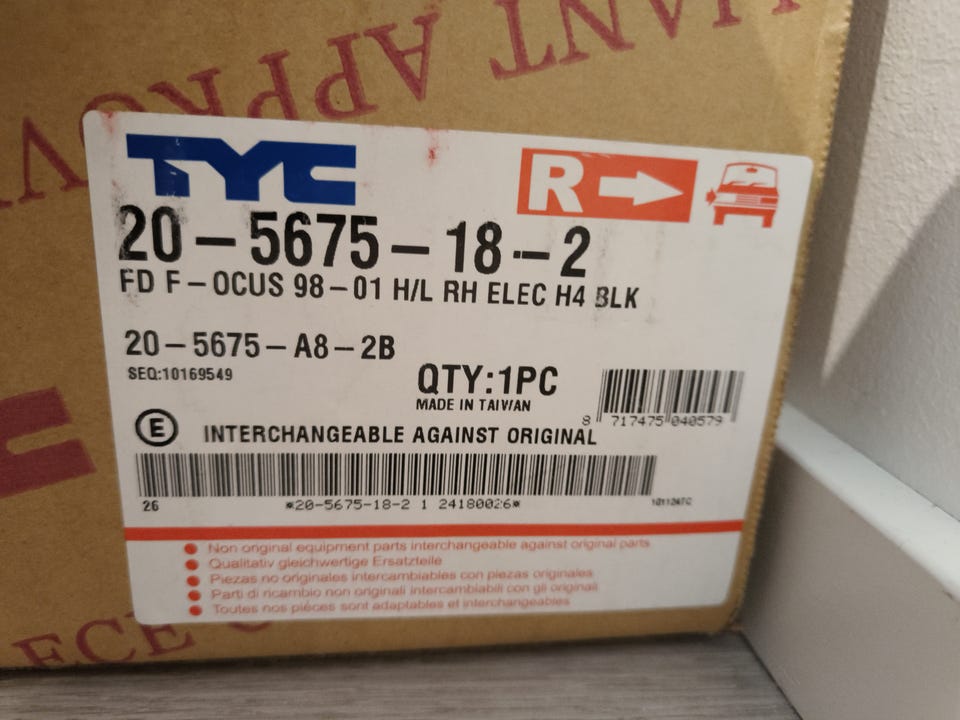 TYC
R
20-5675-18-2
FD F-OCUS 98-01 H/L RH ELEC H4 BLK
20-5675-A8-2B
SEQ:10169549
QTY:1PC
MADE IN TAIWAN
8 717475 040579
E INTERCHANGEABLE AGAINST ORIGINAL
26
*20-5675-18-2 1 24180026*
Non original equipment parts interchangeable against original parts
Qualitativ gleichwertige Ersatzteile
Piezas no originales intercambiables con piezas originales
Parti di ricambio non originali intercambiabili con gli originali
Toutes nos pièces sont adaptables et interchangeables
ECE